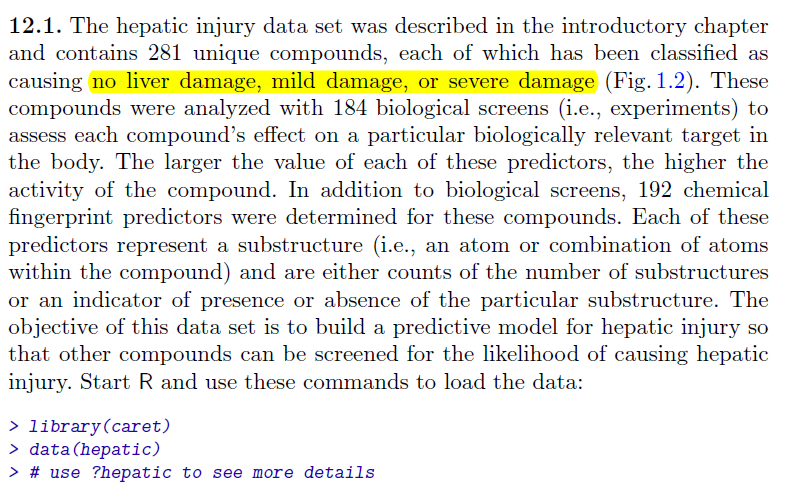 12.1. The hepatic injury data set was described in the introductory chapter
and contains 281 unique compounds, each of which has been classified as
causing no liver damage, mild damage, or severe damage (Fig. 1.2). These
compounds were analyzed with 184 biological screens (i.e., experiments) to
assess each compound's effect on a particular biologically relevant target in
the body. The larger the value of each of these predictors, the higher the
activity of the compound. In addition to biological screens, 192 chemical
fingerprint predictors were determined for these compounds. Each of these
predictors represent a substructure (i.e., an atom or combination of atoms
within the compound) and are either counts of the number of substructures
or an indicator of presence or absence of the particular substructure. The
objective of this data set is to build a predictive model for hepatic injury so
that other compounds can be screened for the likelihood of causing hepatic
injury. Start R and use these commands to load the data:
> library(caret)
> data(hepatic)
> # use ?hepatic to see more details